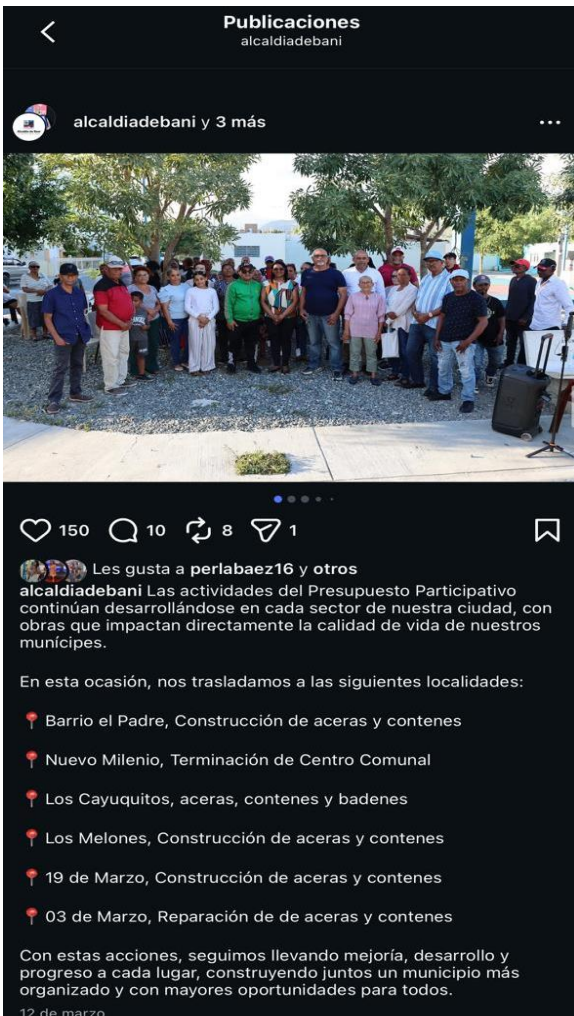 Publicaciones
alcaldiadebani
alcaldiadebani y 3 más
150 10 8 1
Les gusta a perlabaez16 y otros
alcaldiadebani Las actividades del Presupuesto Participativo
continúan desarrollándose en cada sector de nuestra ciudad, con
obras que impactan directamente la calidad de vida de nuestros
munícipes.
En esta ocasión, nos trasladamos a las siguientes localidades:
📍 Barrio el Padre, Construcción de aceras y contenes
📍 Nuevo Milenio, Terminación de Centro Comunal
📍 Los Cayuquitos, aceras, contenes y badenes
📍 Los Melones, Construcción de aceras y contenes
📍 19 de Marzo, Construcción de aceras y contenes
📍 03 de Marzo, Reparación de de aceras y contenes
Con estas acciones, seguimos llevando mejoría, desarrollo y
progreso a cada lugar, construyendo juntos un municipio más
organizado y con mayores oportunidades para todos.
12 de marzo